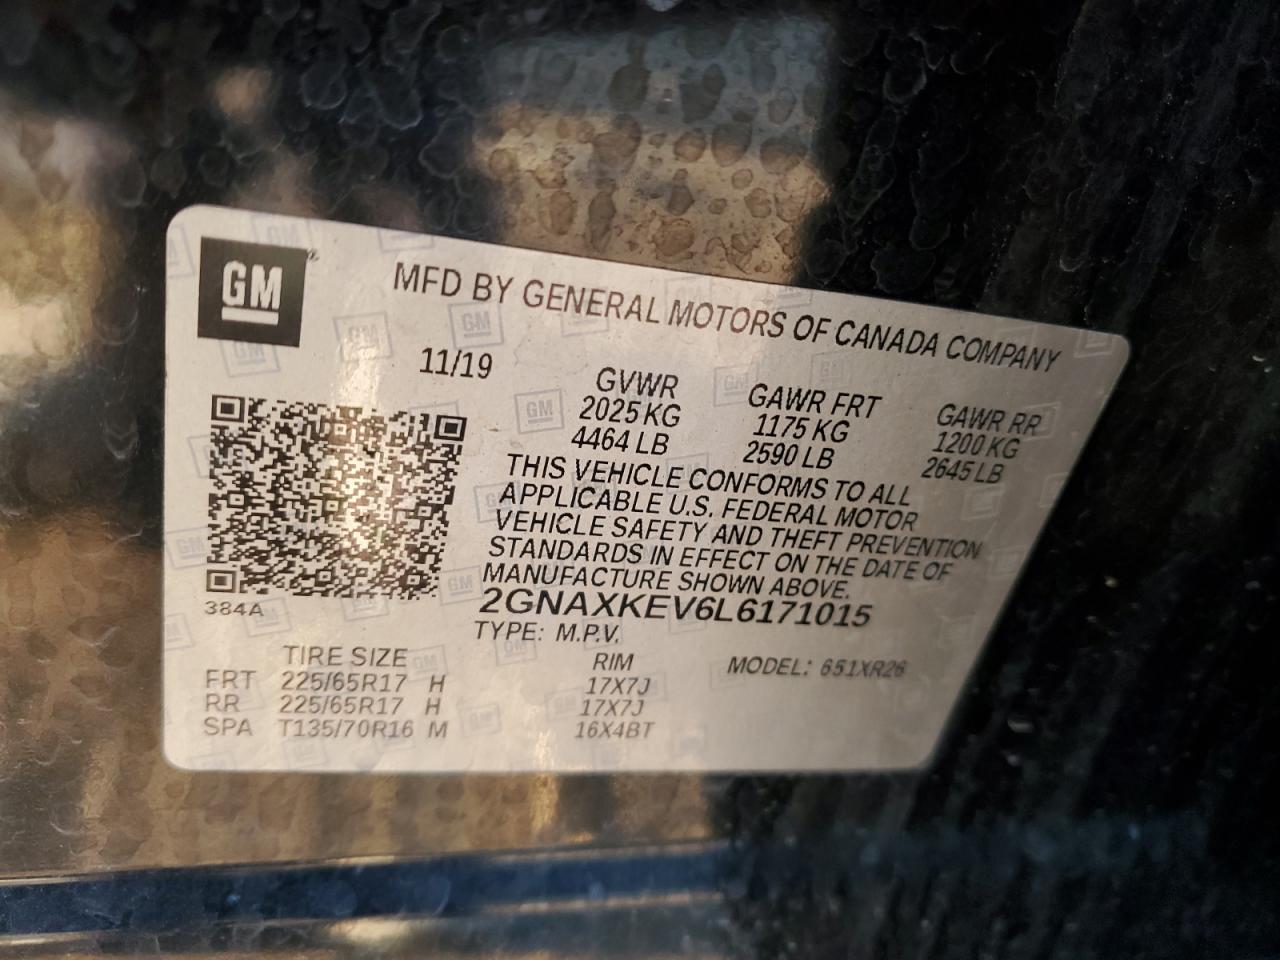 GM
MFD BY GENERAL MOTORS OF CANADA COMPANY
11/19
GVWR GAWR FRT GAWR RR
2025 KG 1175 KG 1200 KG
4464 LB 2590 LB 2645 LB
THIS VEHICLE CONFORMS TO ALL
APPLICABLE U.S. FEDERAL MOTOR
VEHICLE SAFETY AND THEFT PREVENTION
STANDARDS IN EFFECT ON THE DATE OF
MANUFACTURE SHOWN ABOVE.
384A
2GNAXKEV6L6171015
TYPE: M.P.V.
TIRE SIZE RIM MODEL: 651XR26
FRT 225/65R17 H 17X7J
RR 225/65R17 H 17X7J
SPA T135/70R16 M 16X4BT